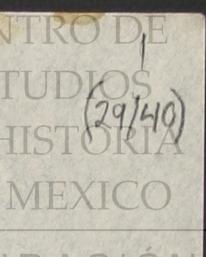 NTRO DE
TUDIOS
HISTORIA
MEXICO
1
(29/40)